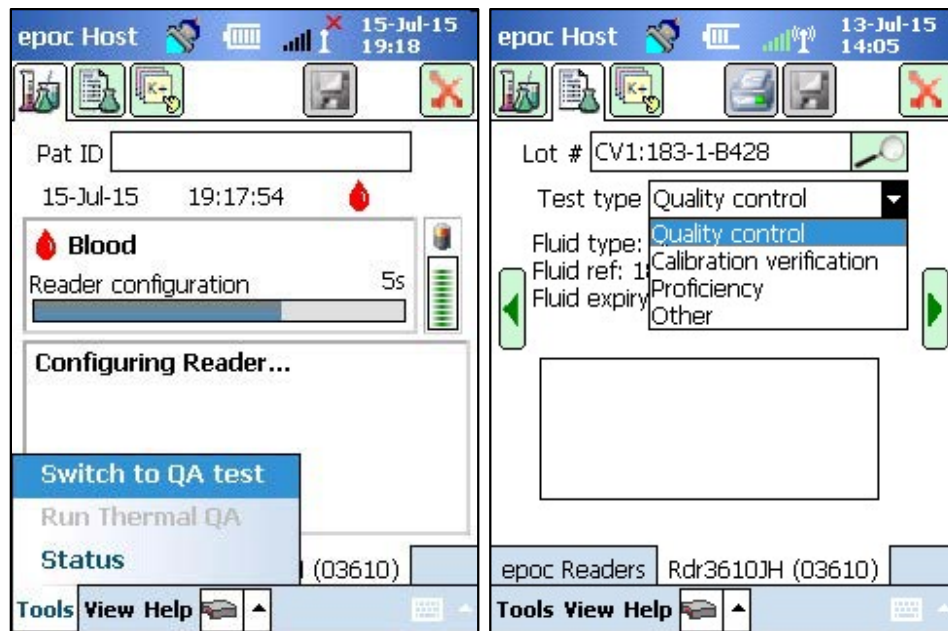 epoc Host
15-Jul-15
19:18
K+
Pat ID
15-Jul-15 19:17:54
Blood
Reader configuration 5s
Configuring Reader...
Switch to QA test
Run Thermal QA
Status
(03610)
Tools View Help
epoc Host
13-Jul-15
14:05
K+
Lot # CV1:183-1-B428
Test type Quality control
Quality control
Calibration verification
Proficiency
Other
Fluid type:
Fluid ref: 1
Fluid expiry
epoc Readers Rdr3610JH (03610)
Tools View Help